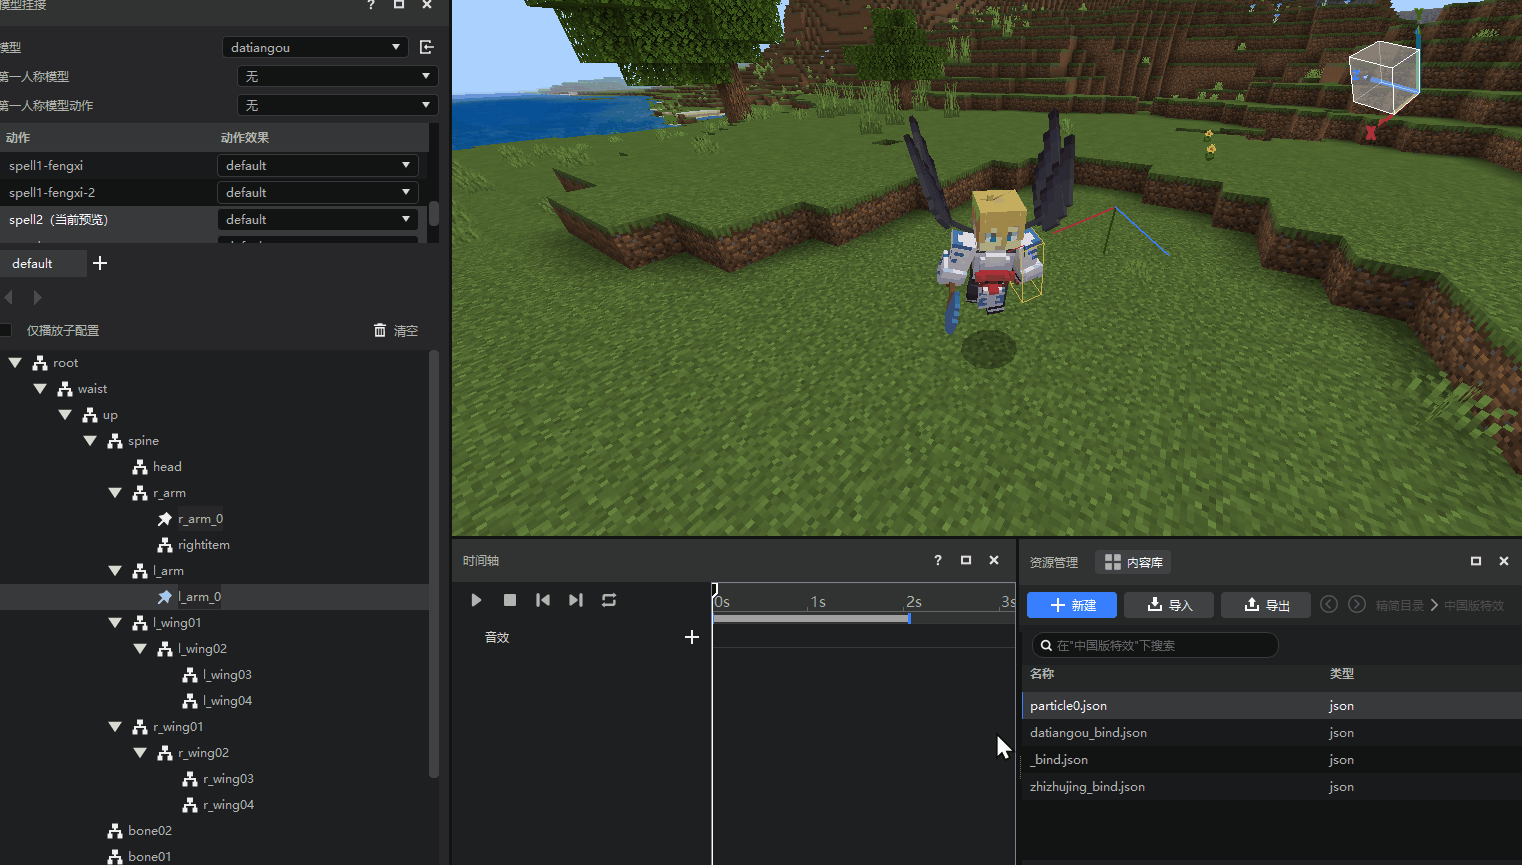 模型挂接
模型
datiangou
第一人称模型
无
第一人称模型动作
无
动作
动作效果
spell1-fengxi
default
spell1-fengxi-2
default
spell2（当前预览）
default
default
仅播放子配置
清空
root
waist
up
spine
head
r_arm
r_arm_0
rightitem
l_arm
l_arm_0
l_wing01
l_wing02
l_wing03
l_wing04
r_wing01
r_wing02
r_wing03
r_wing04
bone02
bone01
时间轴
?
0s
1s
2s
3s
音效
资源管理
内容库
新建
导入
导出
精简目录
中国版特效
在"中国版特效"下搜索
名称
类型
particle0.json
json
datiangou_bind.json
json
_bind.json
json
zhizhujing_bind.json
json